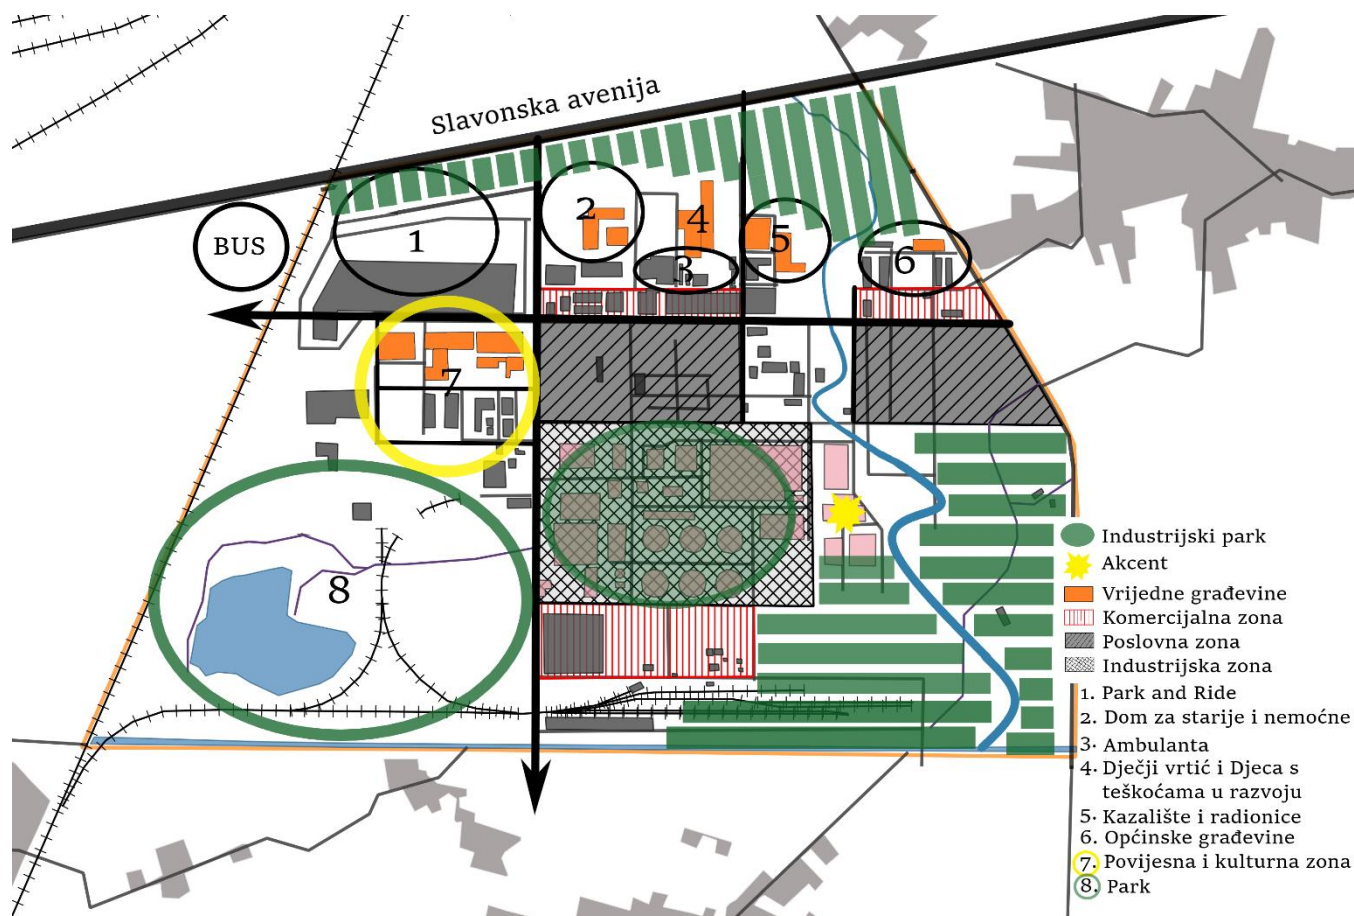 Slavonska avenija
BUS
1
2
4
3
5
6
7
8
Industrijski park
Akcent
Vrijedne građevine
Komercijalna zona
Poslovna zona
Industrijska zona
1. Park and Ride
2. Dom za starije i nemoćne
3. Ambulanta
4. Dječji vrtić i Djeca s
teškoćama u razvoju
5. Kazalište i radionice
6. Općinske građevine
7. Povijesna i kulturna zona
8. Park